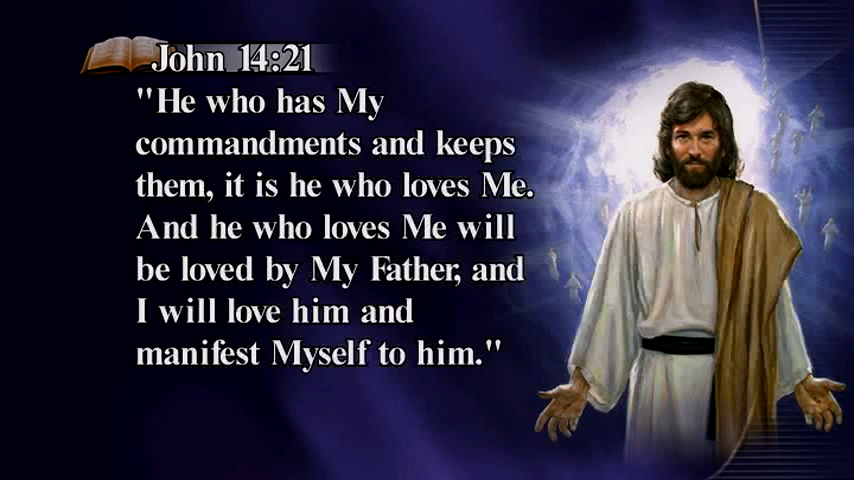 John 14:21
"He who has My
commandments and keeps
them, it is he who loves Me.
And he who loves Me will
be loved by My Father, and
I will love him and
manifest Myself to him."